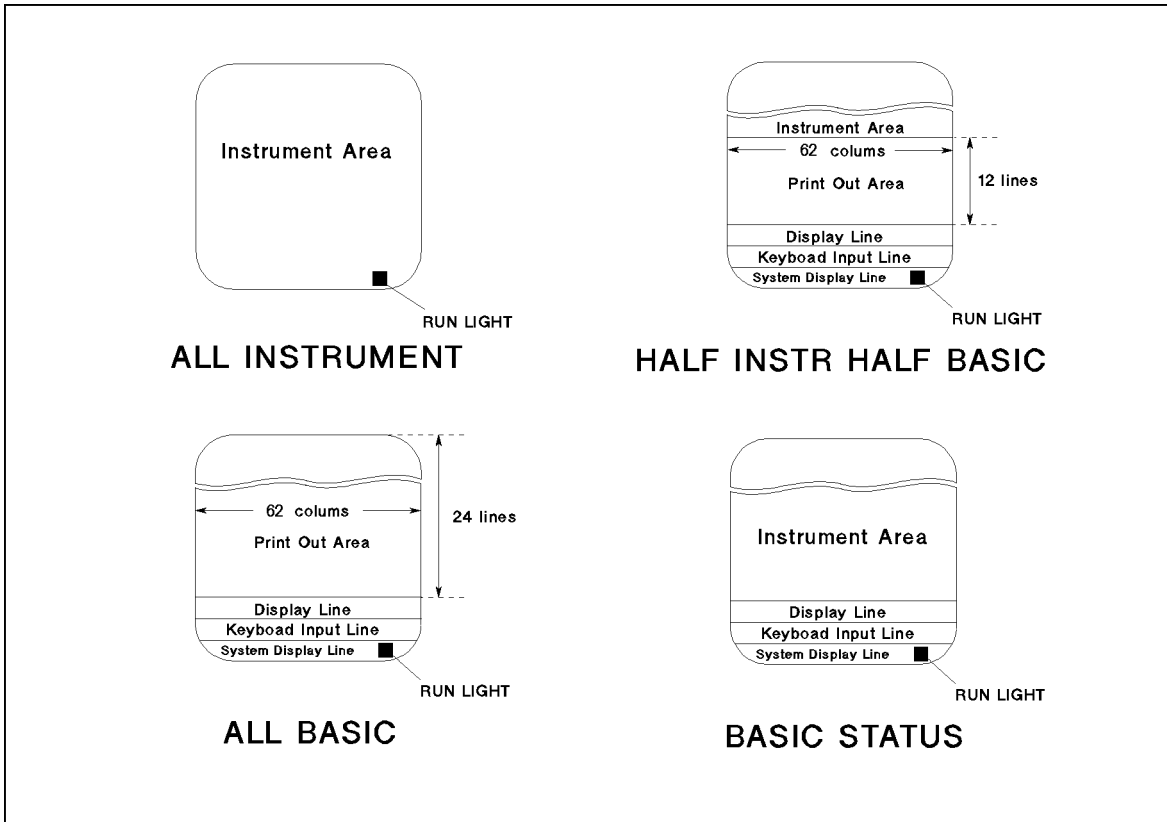 Instrument Area
RUN LIGHT
ALL INSTRUMENT
Instrument Area
62 colums
Print Out Area
12 lines
Display Line
Keyboad Input Line
System Display Line
RUN LIGHT
HALF INSTR HALF BASIC
62 colums
24 lines
Print Out Area
Display Line
Keyboad Input Line
System Display Line
RUN LIGHT
ALL BASIC
Instrument Area
Display Line
Keyboad Input Line
System Display Line
RUN LIGHT
BASIC STATUS